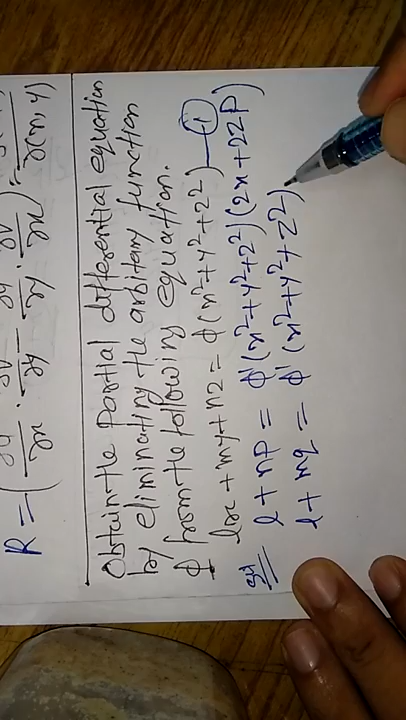 R = (∂u/∂x · ∂v/∂y − ∂u/∂y · ∂v/∂x) =
∂(x,y)
Obtain the Partial differential equation
by eliminating the arbitary function
φ from the following equation.
lx + my + nz = φ(x²+y²+z²) —①
Sol l + np = φ'(x²+y²+z²)(2x+2zp)
l + mq = φ'(x²+y²+z²)